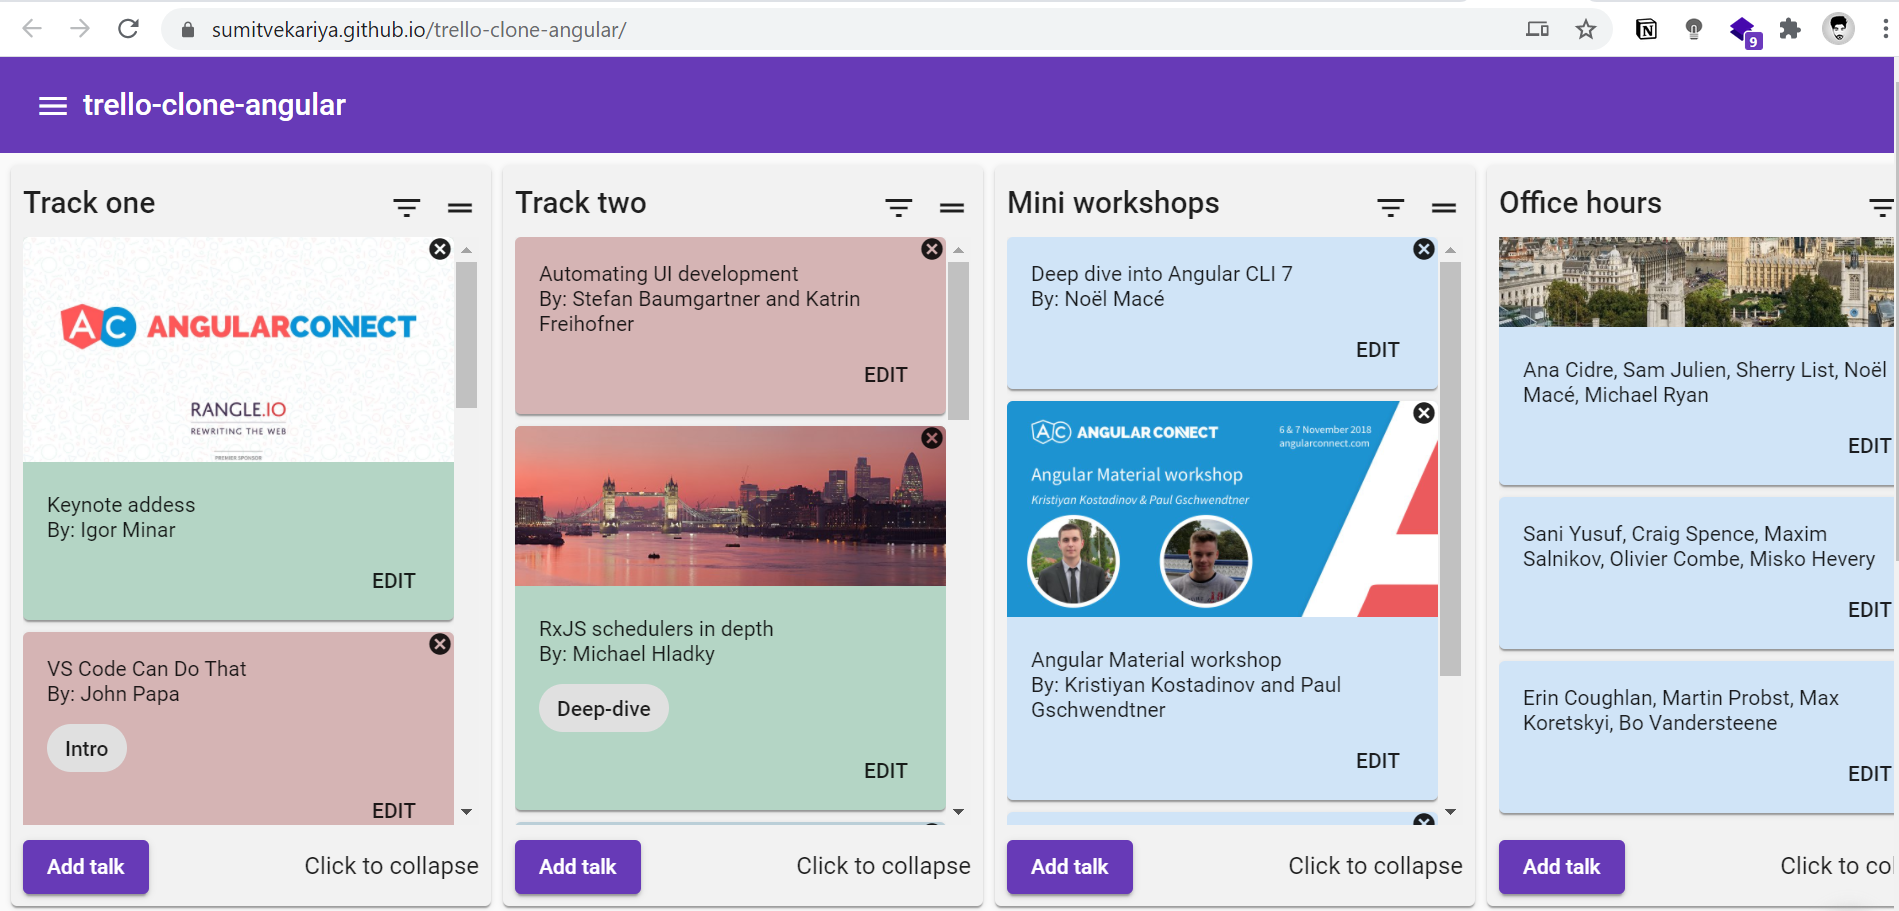 sumitvekariya.github.io/trello-clone-angular/
N
9
trello-clone-angular
Track one
AC ANGULARCONNECT
RANGLE.IO
REWRITING THE WEB
PREMIER SPONSOR
Keynote addess
By: Igor Minar
EDIT
VS Code Can Do That
By: John Papa
Intro
EDIT
Add talk
Click to collapse
Track two
Automating UI development
By: Stefan Baumgartner and Katrin
Freihofner
EDIT
RxJS schedulers in depth
By: Michael Hladky
Deep-dive
EDIT
Add talk
Click to collapse
Mini workshops
Deep dive into Angular CLI 7
By: Noël Macé
EDIT
AC ANGULAR CONNECT
6 & 7 November 2018
angularconnect.com
Angular Material workshop
Kristiyan Kostadinov & Paul Gschwendtner
Angular Material workshop
By: Kristiyan Kostadinov and Paul
Gschwendtner
EDIT
Add talk
Click to collapse
Office hours
Ana Cidre, Sam Julien, Sherry List, Noël
Macé, Michael Ryan
EDIT
Sani Yusuf, Craig Spence, Maxim
Salnikov, Olivier Combe, Misko Hevery
EDIT
Erin Coughlan, Martin Probst, Max
Koretskyi, Bo Vandersteene
EDIT
Add talk
Click to col